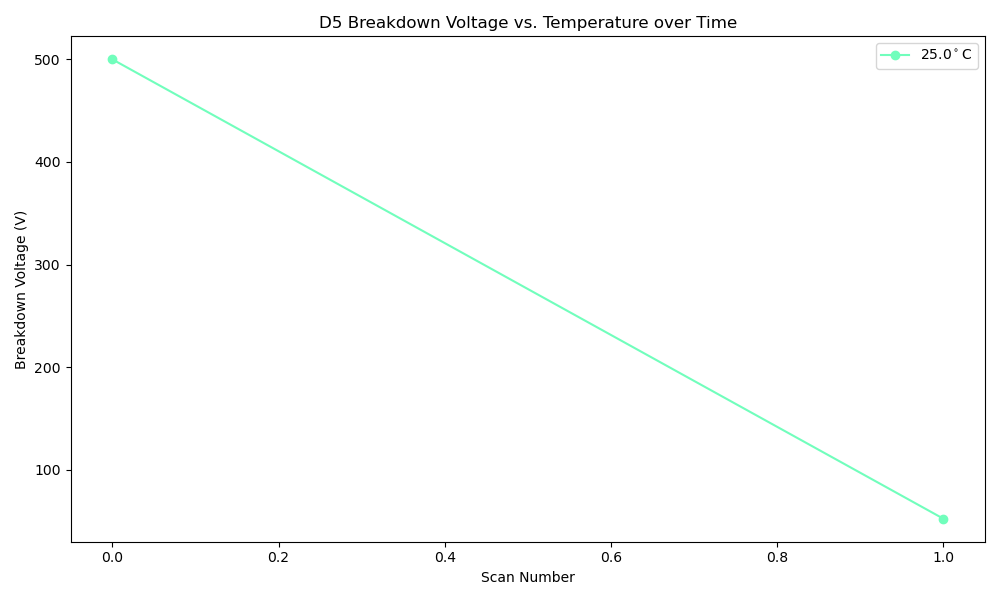 D5 Breakdown Voltage vs. Temperature over Time
25.0°C
Breakdown Voltage (V)
500
400
300
200
100
0.0 0.2 0.4 0.6 0.8 1.0
Scan Number